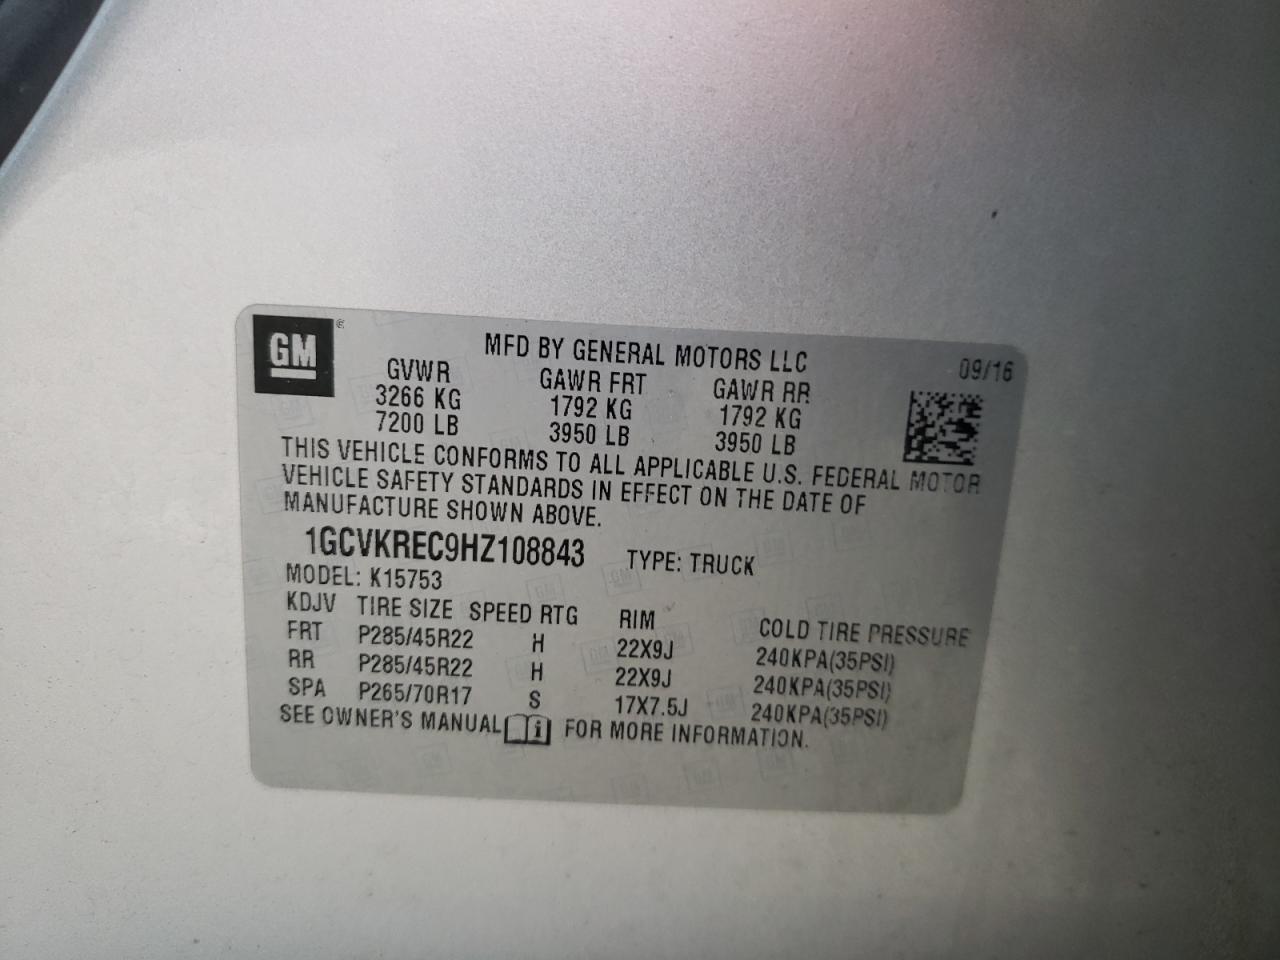 GM
MFD BY GENERAL MOTORS LLC 09/16
GVWR GAWR FRT GAWR RR
3266 KG 1792 KG 1792 KG
7200 LB 3950 LB 3950 LB
THIS VEHICLE CONFORMS TO ALL APPLICABLE U.S. FEDERAL MOTOR
VEHICLE SAFETY STANDARDS IN EFFECT ON THE DATE OF
MANUFACTURE SHOWN ABOVE.
1GCVKREC9HZ108843 TYPE: TRUCK
MODEL: K15753
KDJV TIRE SIZE SPEED RTG RIM COLD TIRE PRESSURE
FRT P285/45R22 H 22X9J 240KPA(35PSI)
RR P285/45R22 H 22X9J 240KPA(35PSI)
SPA P265/70R17 S 17X7.5J 240KPA(35PSI)
SEE OWNER'S MANUAL i FOR MORE INFORMATION.